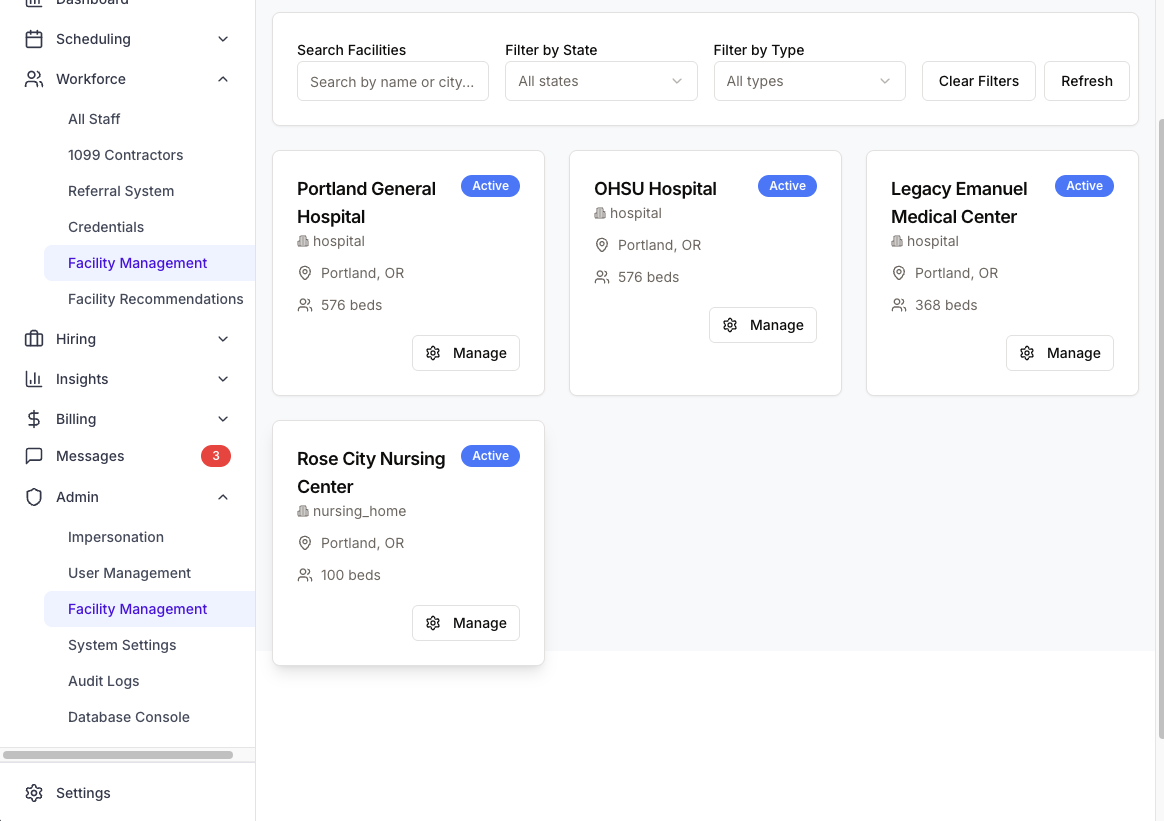 Dashboard
Scheduling
Workforce
All Staff
1099 Contractors
Referral System
Credentials
Facility Management
Facility Recommendations
Hiring
Insights
Billing
Messages 3
Admin
Impersonation
User Management
Facility Management
System Settings
Audit Logs
Database Console
Settings
Search Facilities
Search by name or city...
Filter by State
All states
Filter by Type
All types
Clear Filters
Refresh
Portland General
Hospital
Active
hospital
Portland, OR
576 beds
Manage
OHSU Hospital
Active
hospital
Portland, OR
576 beds
Manage
Legacy Emanuel
Medical Center
Active
hospital
Portland, OR
368 beds
Manage
Rose City Nursing
Center
Active
nursing_home
Portland, OR
100 beds
Manage